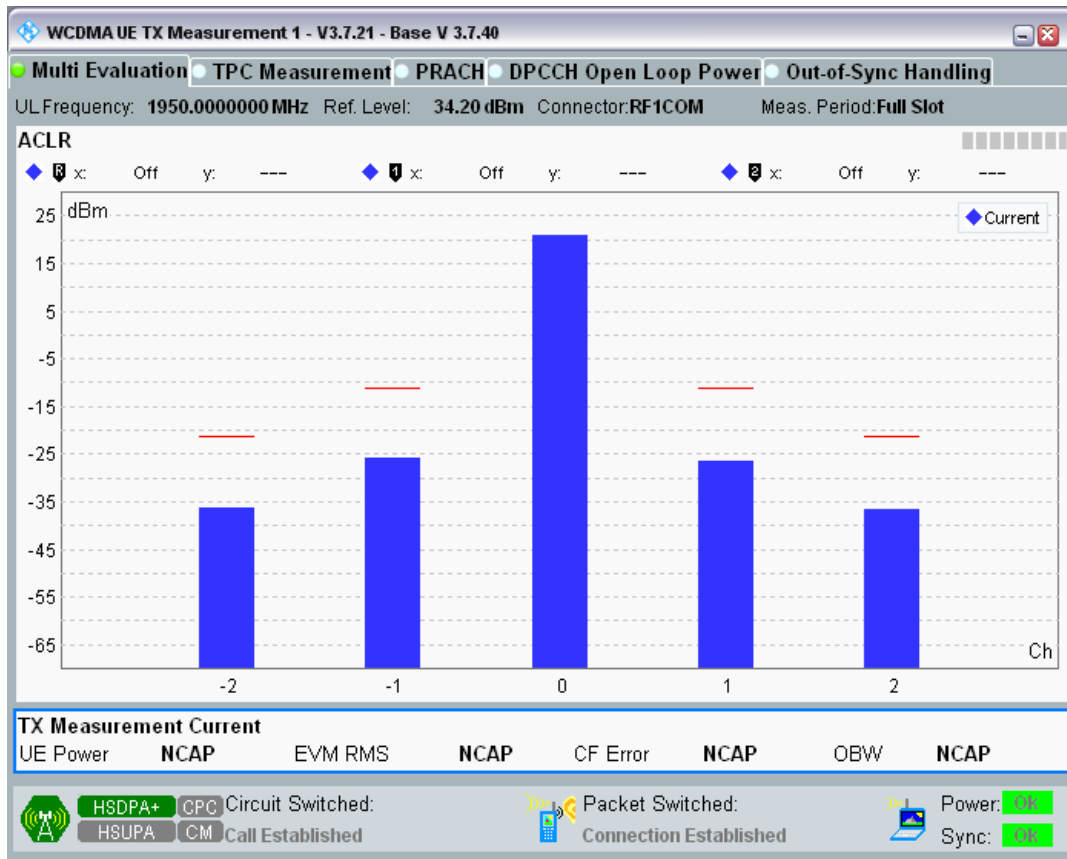 WCDMA UE TX Measurement 1 - V3.7.21 - Base V 3.7.40
Multi Evaluation TPC Measurement PRACH DPCCH Open Loop Power Out-of-Sync Handling
UL Frequency: 1950.0000000 MHz Ref. Level: 34.20 dBm Connector:RF1COM Meas. Period:Full Slot
ACLR
R x: Off y: --- 1 x: Off y: --- 2 x: Off y: ---
dBm
Current
25
15
5
-5
-15
-25
-35
-45
-55
-65
Ch
-2 -1 0 1 2
TX Measurement Current
UE Power NCAP EVM RMS NCAP CF Error NCAP OBW NCAP
HSDPA+ CPC Circuit Switched: Packet Switched: Power: Ok
HSUPA CM Call Established Connection Established Sync: Ok